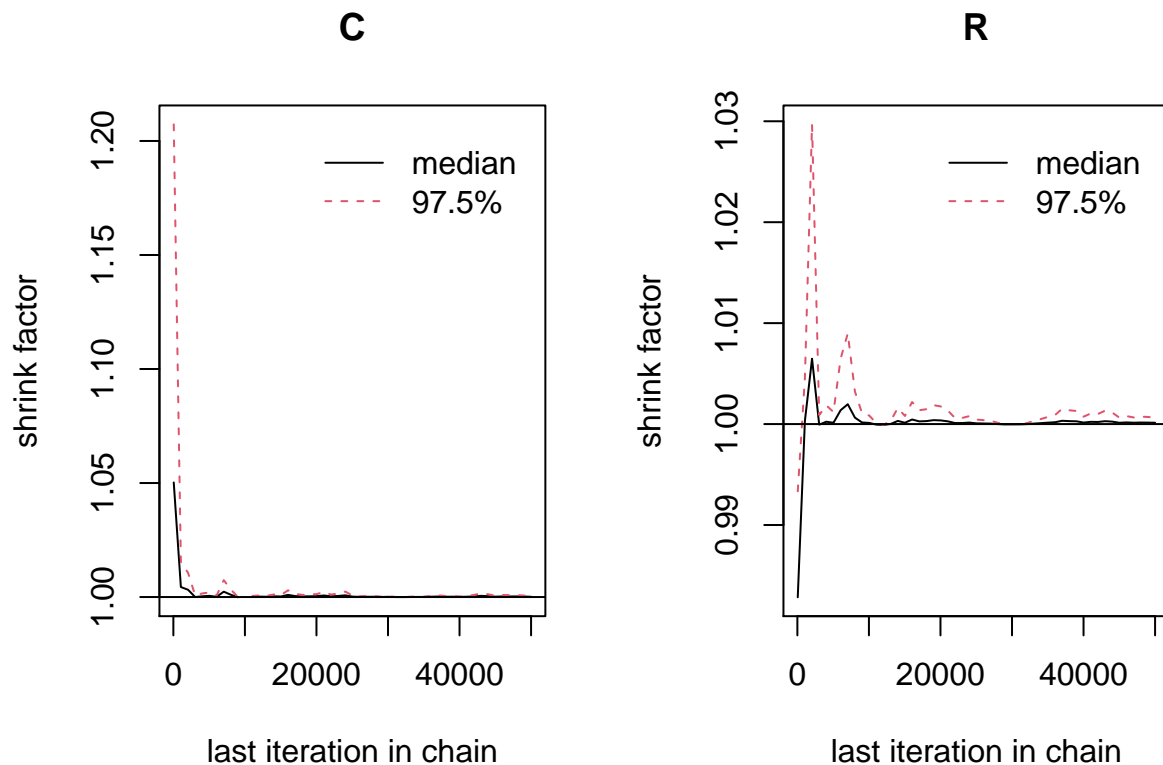 C
shrink factor
1.20
1.15
1.10
1.05
1.00
median
97.5%
0
20000
40000
last iteration in chain
R
shrink factor
1.03
1.02
1.01
1.00
0.99
median
97.5%
0
20000
40000
last iteration in chain